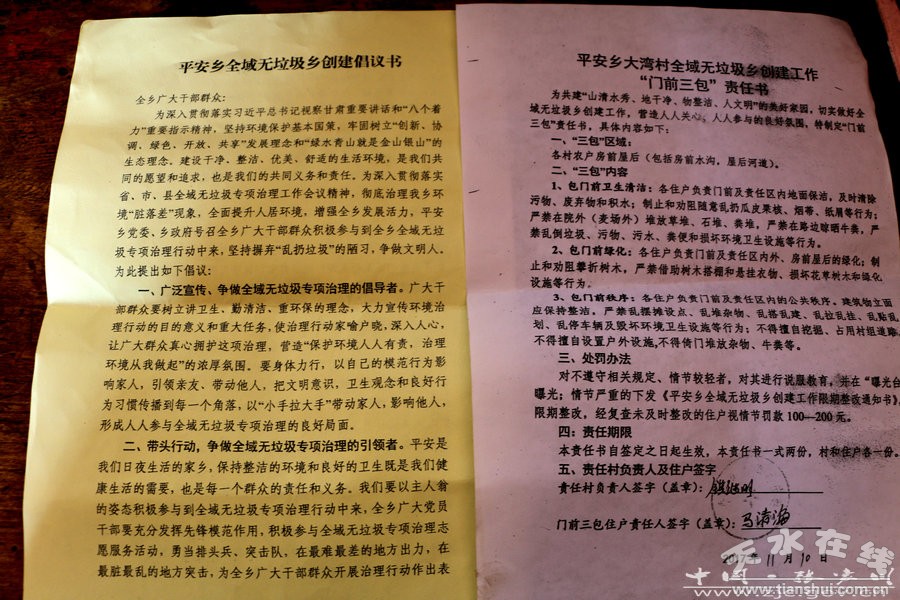 平安乡全域无垃圾乡创建倡议书
全乡广大干部群众：
为深入贯彻落实习近平总书记视察甘肃重要讲话和“八个着
力”重要指示精神，坚持环境保护基本国策，牢固树立“创新、协
调、绿色、开放、共享”发展理念和“绿水青山就是金山银山”的
生态理念，建设干净、整洁、优美、舒适的生活环境，是我们共
同的愿望和追求，也是我们的共同义务和责任。为深入贯彻落实
省、市、县全域无垃圾专项治理工作会议精神，彻底治理我乡环
境“脏落差”现象，全面提升人居环境，增强全乡发展活力，平安
乡党委、乡政府号召全乡广大干部群众积极参与到全乡全域无垃
圾专项治理行动中来，坚持摒弃“乱扔垃圾”的陋习，争做文明人。
为此提出如下倡议：
一、广泛宣传、争做全域无垃圾专项治理的倡导者。广大干
部群众要树立讲卫生、勤清洁、重环保的理念，大力宣传环境治
理行动的目的意义和重大任务，使治理行动家喻户晓，深入人心，
让广大群众真心拥护这项治理，营造“保护环境人人有责，治理
环境从我做起”的浓厚氛围。要身体力行，以自己的模范行为影
响家人，引领亲友、带动他人，把文明意识，卫生观念和良好行
为习惯传播到每一个角落，以“小手拉大手”带动家人，影响他人，
形成人人参与全域无垃圾专项治理的良好局面。
二、带头行动，争做全域无垃圾专项治理的引领者。平安是
我们日夜生活的家乡，保持整洁的环境和良好的卫生既是我们健
康生活的需要，也是每一个群众的责任和义务。我们要以主人翁
的姿态积极参与到全域无垃圾治理行动中来，全乡广大党员
干部要充分发挥先锋模范作用，积极参与全域无垃圾专项治理志
愿服务活动，勇当排头兵、突击队，在最难最差的地方出力，在
最脏最乱的地方突击，为全乡广大干部群众开展治理行动作出表
平安乡大湾村全域无垃圾乡创建工作
“门前三包”责任书
为共建“山清水秀、地干净、物整洁、人文明”的美好家园，切实做好全
域无垃圾乡创建工作，营造人人关心，人人参与的良好氛围，特制定“门前
三包”责任书，具体内容如下：
一、“三包”区域：
各村农户房前屋后（包括房前水沟，屋后河道）。
二、“三包”内容
1、包门前卫生清洁：各住户负责门前及责任区内地面保洁，及时清除
污物、废弃物和积水；制止和劝阻随意乱扔瓜皮果核、烟蒂、纸屑等行为；
严禁在院外（麦场外）堆放草堆、石堆、粪堆，严禁在路边晾晒牛粪，严
禁乱倒垃圾、污物、污水、粪便和损坏环境卫生设施等行为。
2、包门前绿化：各住户负责门前及责任区内外、房前屋后的绿化；制
止和劝阻攀折树木，严禁借助树木搭棚和悬挂衣物、损坏花草树木和绿化
设施等行为。
3、包门前秩序：各住户负责门前及责任区内的公共秩序。建筑物立面
应保持整洁。严禁乱摆摊设点、乱堆杂物、乱搭乱建、乱拉乱挂、乱贴乱
划、乱停车辆及毁坏环境卫生设施等行为；不得擅自挖掘、占用村组道路，
不得擅自设置户外设施，不得倚门堆放杂物、牛粪等。
三、处罚办法
对不遵守相关规定、情节较轻者，对其进行说服教育，并在“曝光台”
曝光；情节严重的下发《平安乡全域无垃圾乡创建工作限期整改通知书》，
限期整改，经复查未及时整改的住户视情节罚款 100—200 元。
四：责任期限
本责任书自签定之日起生效，本责任书一式两份，村和住户各一份。
五、责任村负责人及住户签字
责任村负责人签字（盖章）：
门前三包住户责任人签字（盖章）：马清海
2017年 11 月 10 日
天水在线
www.tianshui.com.cn